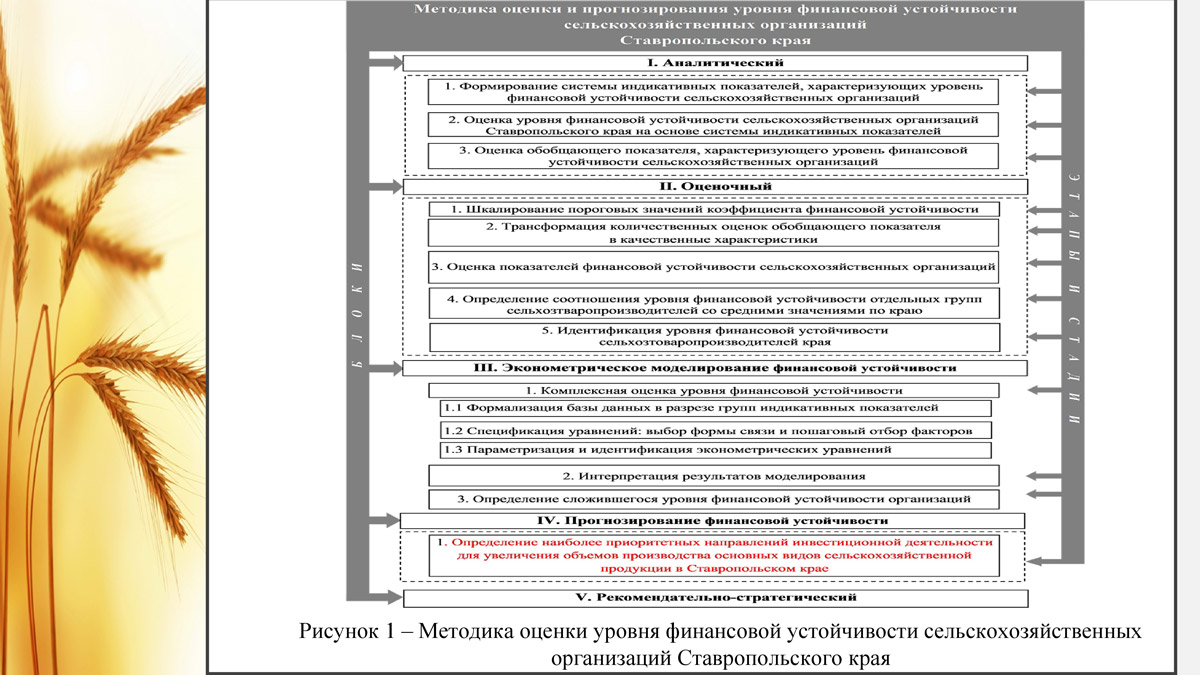 Методика оценки и прогнозирования уровня финансовой устойчивости
сельскохозяйственных организаций
Ставропольского края
I. Аналитический
1. Формирование системы индикативных показателей, характеризующих уровень
финансовой устойчивости сельскохозяйственных организаций
2. Оценка уровня финансовой устойчивости сельскохозяйственных организаций
Ставропольского края на основе системы индикативных показателей
3. Оценка обобщающего показателя, характеризующего уровень финансовой
устойчивости сельскохозяйственных организаций
II. Оценочный
1. Шкалирование пороговых значений коэффициента финансовой устойчивости
2. Трансформация количественных оценок обобщающего показателя
в качественные характеристики
3. Оценка показателей финансовой устойчивости сельскохозяйственных организаций
4. Определение соотношения уровня финансовой устойчивости отдельных групп
сельхозтваропроизводителей со средними значениями по краю
5. Идентификация уровня финансовой устойчивости
сельхозтоваропроизводителей края
III. Эконометрическое моделирование финансовой устойчивости
1. Комплексная оценка уровня финансовой устойчивости
1.1 Формализация базы данных в разрезе групп индикативных показателей
1.2 Спецификация уравнений: выбор формы связи и пошаговый отбор факторов
1.3 Параметризация и идентификация эконометрических уравнений
2. Интерпретация результатов моделирования
3. Определение сложившегося уровня финансовой устойчивости организаций
IV. Прогнозирование финансовой устойчивости
1. Определение наиболее приоритетных направлений инвестиционной деятельности
для увеличения объемов производства основных видов сельскохозяйственной
продукции в Ставропольском крае
V. Рекомендательно-стратегический
БЛОКИ
ЭТАПЫ И СТАДИИ
Рисунок 1 – Методика оценки уровня финансовой устойчивости сельскохозяйственных
организаций Ставропольского края